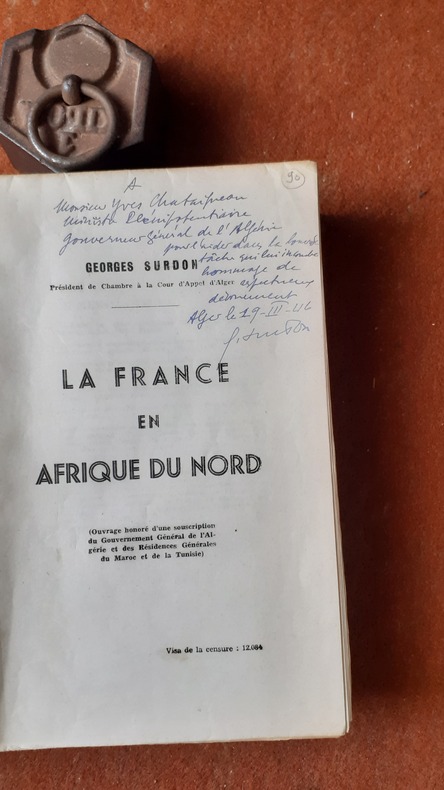 90
A
Monsieur Yves Chataigneau
Ministre Plénipotentiaire
Gouverneur Général de l'Algérie
pour l'aider dans la lourde
tâche qui lui incombe
hommage de
respectueux
dévouement
Alger le 19-III-46
G. Surdon
GEORGES SURDON
Président de Chambre à la Cour d'Appel d'Alger
LA FRANCE
EN
AFRIQUE DU NORD
(Ouvrage honoré d'une souscription
du Gouvernement Général de l'Al-
gérie et des Résidences Générales
du Maroc et de la Tunisie)
Visa de la censure : 12.084